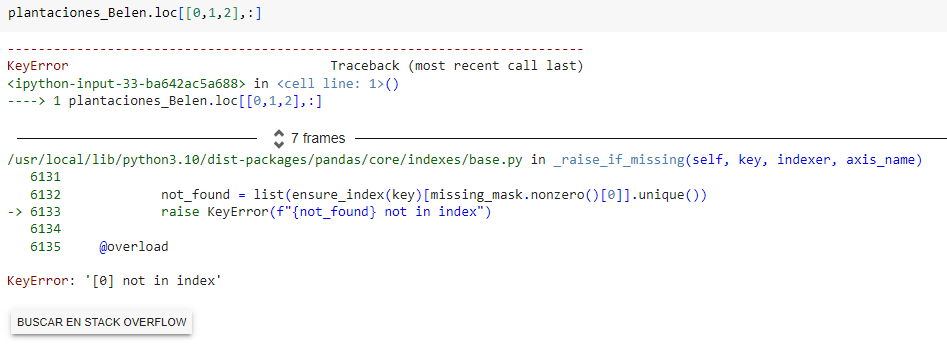 plantaciones_Belen.loc[[0,1,2],:]
---------------------------------------------------------------------------
KeyError                                  Traceback (most recent call last)
<ipython-input-33-ba642ac5a688> in <cell line: 1>()
----> 1 plantaciones_Belen.loc[[0,1,2],:]
7 frames
/usr/local/lib/python3.10/dist-packages/pandas/core/indexes/base.py in _raise_if_missing(self, key, indexer, axis_name)
   6131
   6132             not_found = list(ensure_index(key)[missing_mask.nonzero()[0]].unique())
-> 6133             raise KeyError(f"{not_found} not in index")
   6134
   6135     @overload
KeyError: '[0] not in index'
BUSCAR EN STACK OVERFLOW